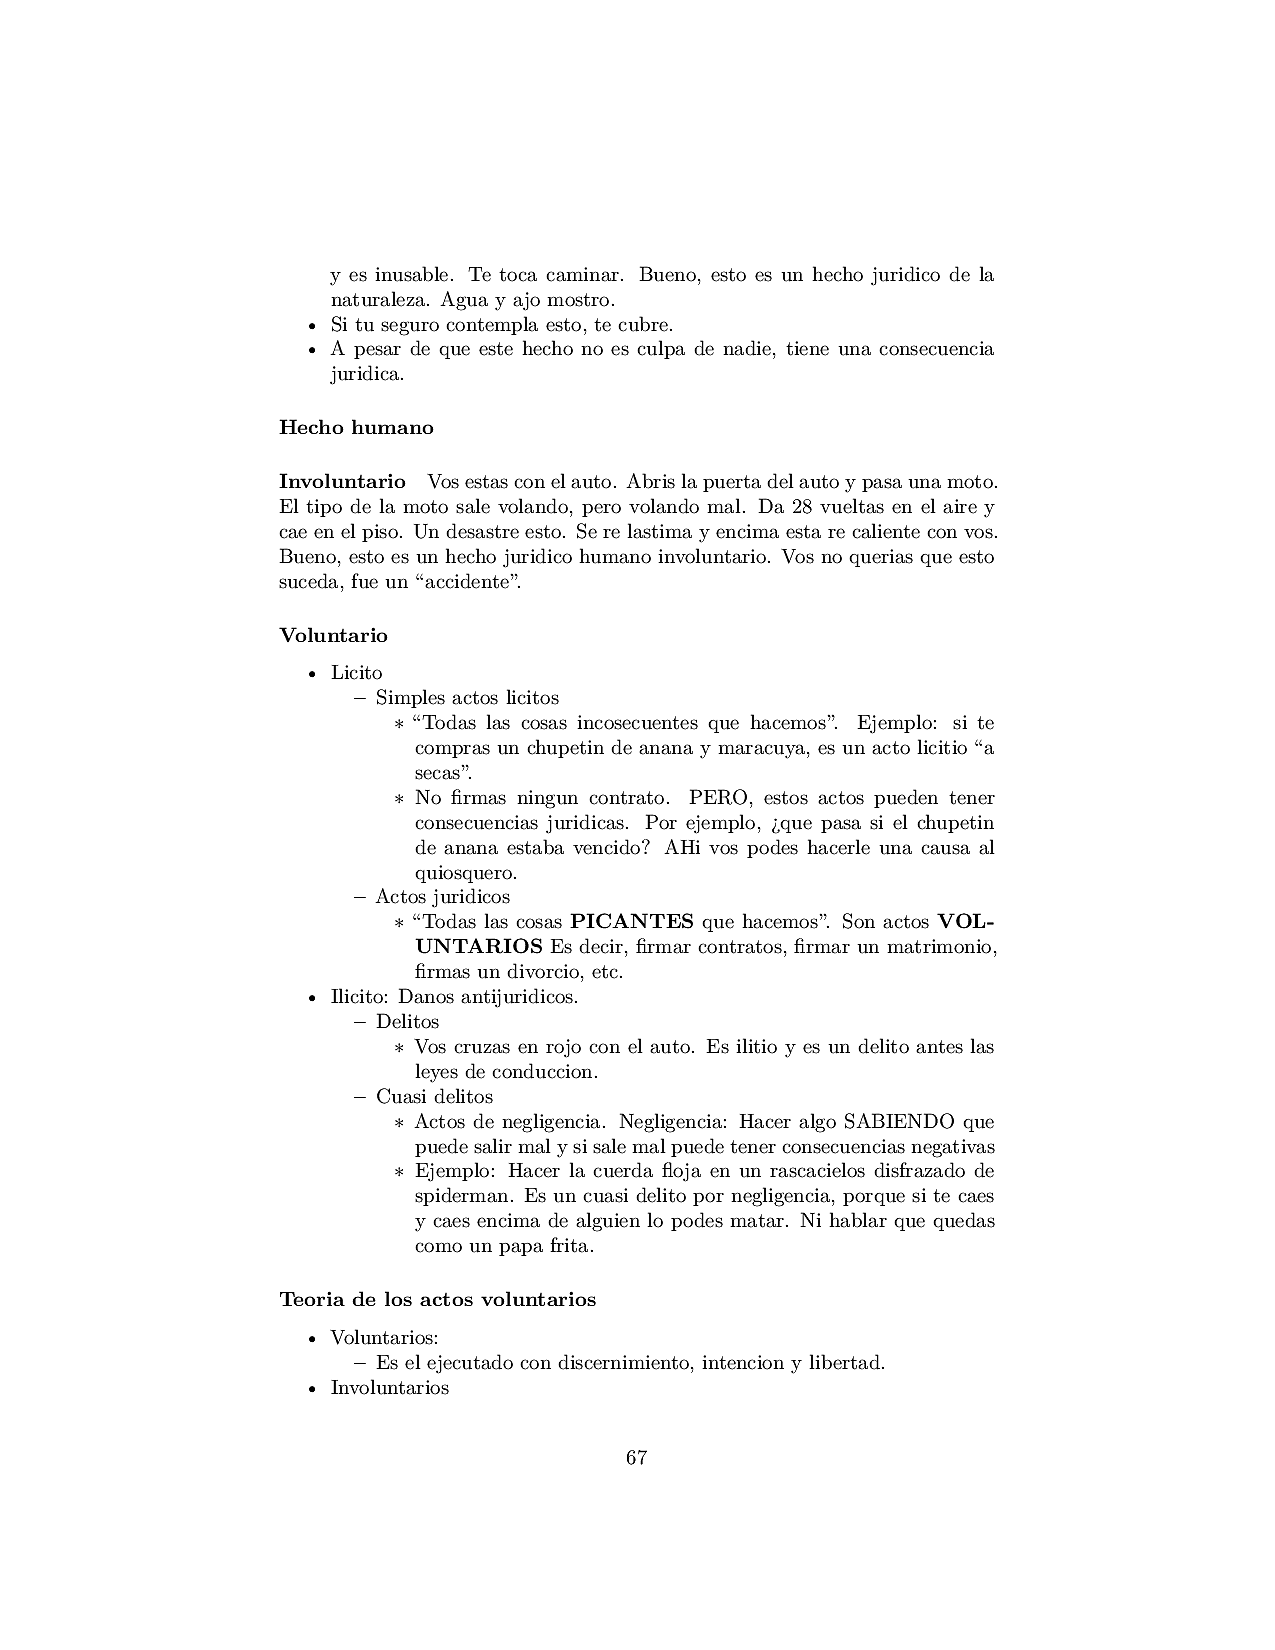 y es inusable. Te toca caminar. Bueno, esto es un hecho juridico de la
naturaleza. Agua y ajo mostro.
• Si tu seguro contempla esto, te cubre.
• A pesar de que este hecho no es culpa de nadie, tiene una consecuencia
juridica.
Hecho humano
Involuntario Vos estas con el auto. Abris la puerta del auto y pasa una moto.
El tipo de la moto sale volando, pero volando mal. Da 28 vueltas en el aire y
cae en el piso. Un desastre esto. Se re lastima y encima esta re caliente con vos.
Bueno, esto es un hecho juridico humano involuntario. Vos no querias que esto
suceda, fue un “accidente”.
Voluntario
• Licito
– Simples actos licitos
∗ “Todas las cosas incosecuentes que hacemos”. Ejemplo: si te
compras un chupetin de anana y maracuya, es un acto licitio “a
secas”.
∗ No firmas ningun contrato. PERO, estos actos pueden tener
consecuencias juridicas. Por ejemplo, ¿que pasa si el chupetin
de anana estaba vencido? AHi vos podes hacerle una causa al
quiosquero.
– Actos juridicos
∗ “Todas las cosas PICANTES que hacemos”. Son actos VOL-
UNTARIOS Es decir, firmar contratos, firmar un matrimonio,
firmas un divorcio, etc.
• Ilicito: Danos antijuridicos.
– Delitos
∗ Vos cruzas en rojo con el auto. Es ilitio y es un delito antes las
leyes de conduccion.
– Cuasi delitos
∗ Actos de negligencia. Negligencia: Hacer algo SABIENDO que
puede salir mal y si sale mal puede tener consecuencias negativas
∗ Ejemplo: Hacer la cuerda floja en un rascacielos disfrazado de
spiderman. Es un cuasi delito por negligencia, porque si te caes
y caes encima de alguien lo podes matar. Ni hablar que quedas
como un papa frita.
Teoria de los actos voluntarios
• Voluntarios:
– Es el ejecutado con discernimiento, intencion y libertad.
• Involuntarios
67